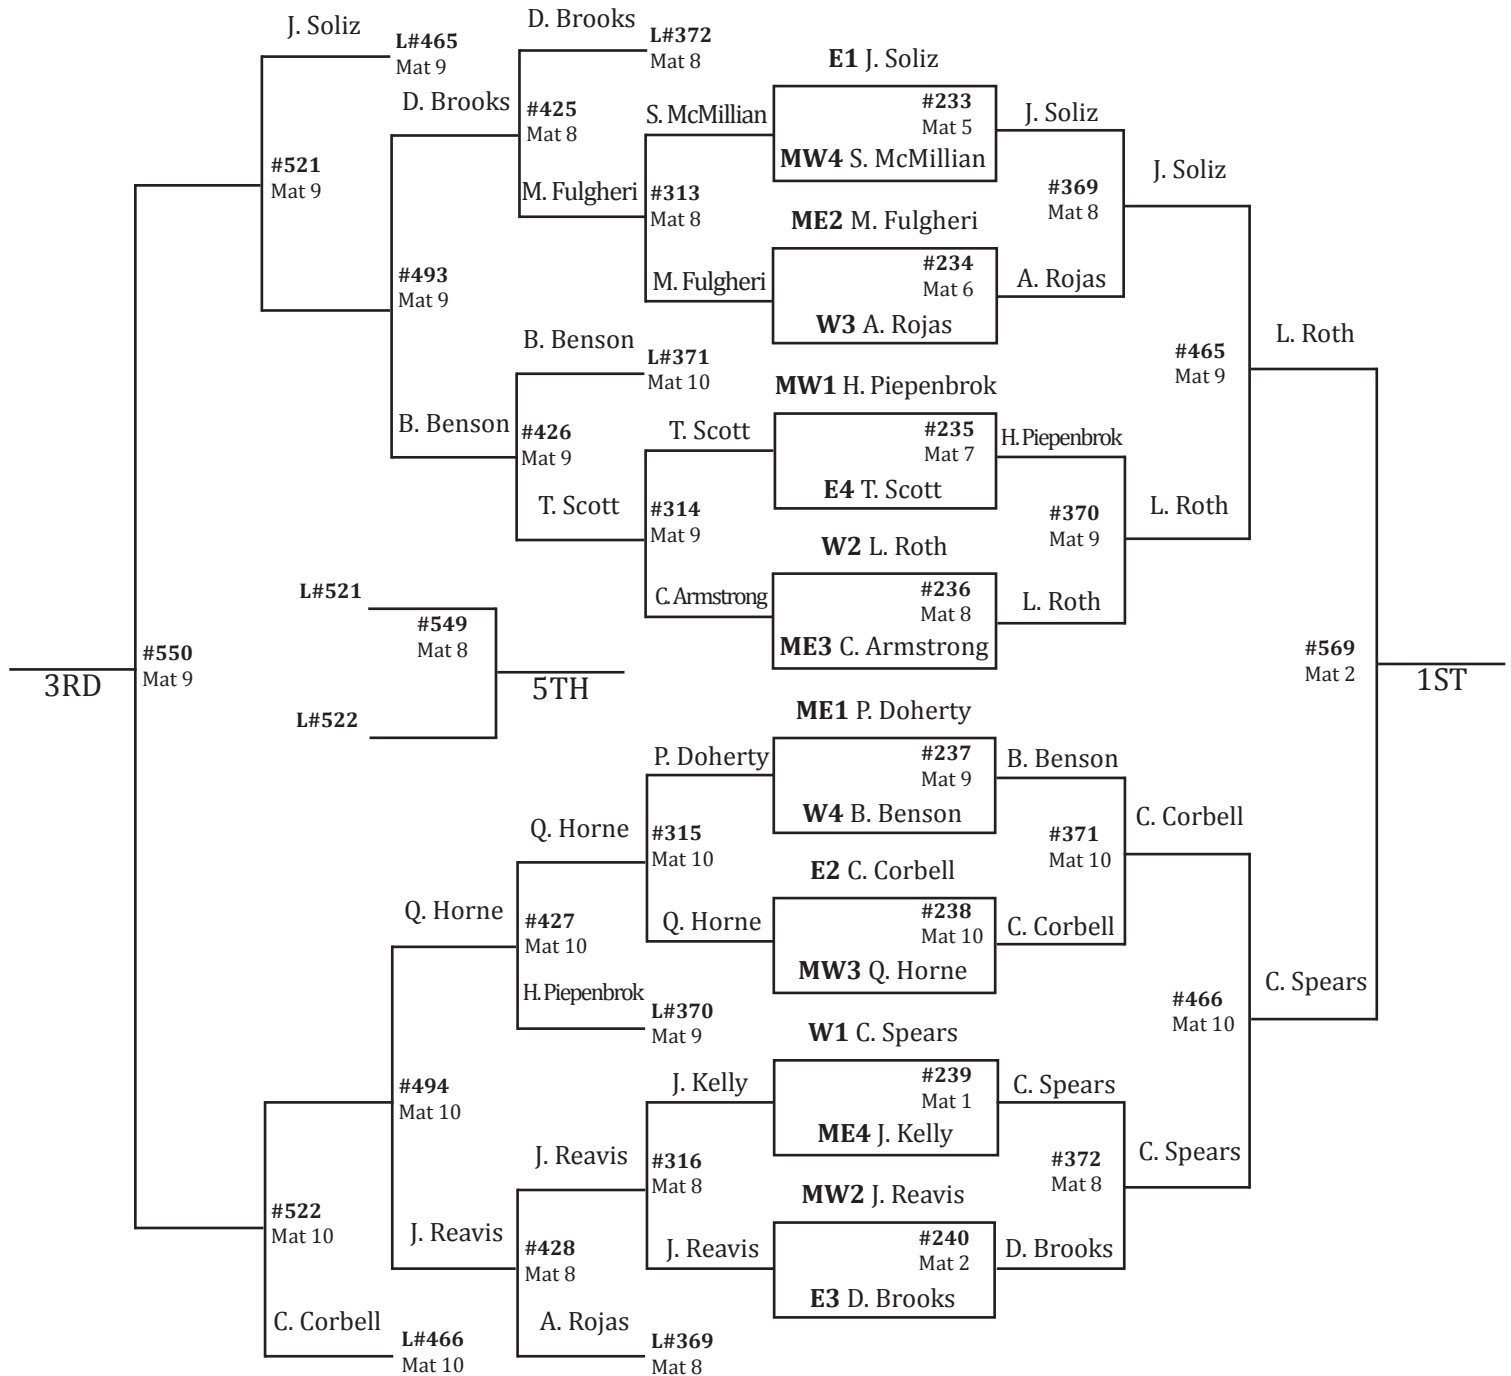 J. Soliz
L#465
Mat 9
D. Brooks
L#372
Mat 8
D. Brooks
#425
Mat 8
M. Fulgheri
#521
Mat 9
#493
Mat 9
S. McMillian
#313
Mat 8
M. Fulgheri
E1 J. Soliz
#233
Mat 5
MW4 S. McMillian
J. Soliz
ME2 M. Fulgheri
#234
Mat 6
W3 A. Rojas
A. Rojas
#369
Mat 8
J. Soliz
B. Benson
L#371
Mat 10
B. Benson
#426
Mat 9
T. Scott
T. Scott
#314
Mat 9
C. Armstrong
MW1 H. Piepenbrok
#235
Mat 7
E4 T. Scott
H. Piepenbrok
W2 L. Roth
#236
Mat 8
ME3 C. Armstrong
L. Roth
#370
Mat 9
L. Roth
#465
Mat 9
L. Roth
L#521
#549
Mat 8
L#522
5TH
#550
Mat 9
3RD
#569
Mat 2
1ST
ME1 P. Doherty
P. Doherty
#237
Mat 9
W4 B. Benson
B. Benson
Q. Horne
#315
Mat 10
Q. Horne
E2 C. Corbell
#238
Mat 10
MW3 Q. Horne
C. Corbell
#371
Mat 10
C. Corbell
Q. Horne
#427
Mat 10
H. Piepenbrok
L#370
Mat 9
#494
Mat 10
W1 C. Spears
J. Kelly
#239
Mat 1
ME4 J. Kelly
C. Spears
J. Reavis
#316
Mat 8
J. Reavis
MW2 J. Reavis
#240
Mat 2
E3 D. Brooks
D. Brooks
#372
Mat 8
C. Spears
#466
Mat 10
C. Spears
#522
Mat 10
J. Reavis
#428
Mat 8
A. Rojas
L#369
Mat 8
C. Corbell
L#466
Mat 10